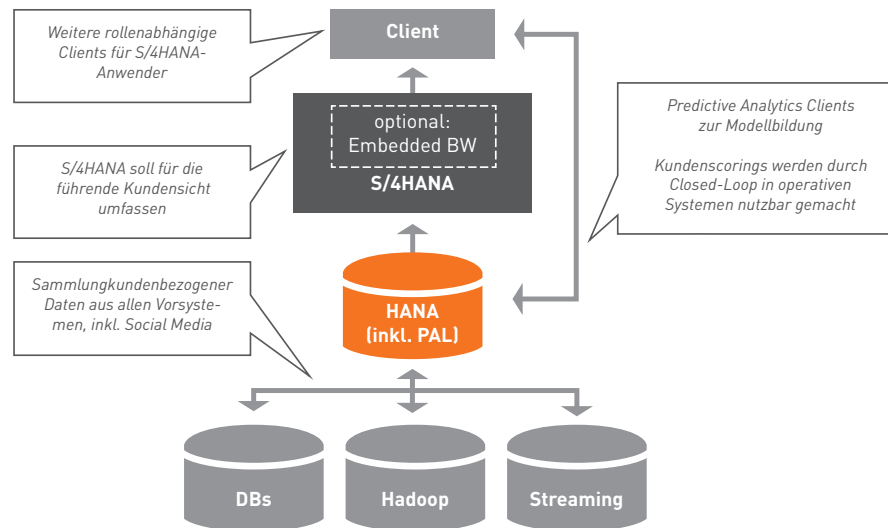 Weitere rollenabhängige
Clients für S/4HANA-
Anwender
Client
optional:
Embedded BW
S/4HANA
S/4HANA soll für die
führende Kundensicht
umfassen
Predictive Analytics Clients
zur Modellbildung
Kundenscorings werden durch
Closed-Loop in operativen
Systemen nutzbar gemacht
Sammlungkundenbezogener
Daten aus allen Vorsyste-
men, inkl. Social Media
HANA
(inkl. PAL)
DBs
Hadoop
Streaming